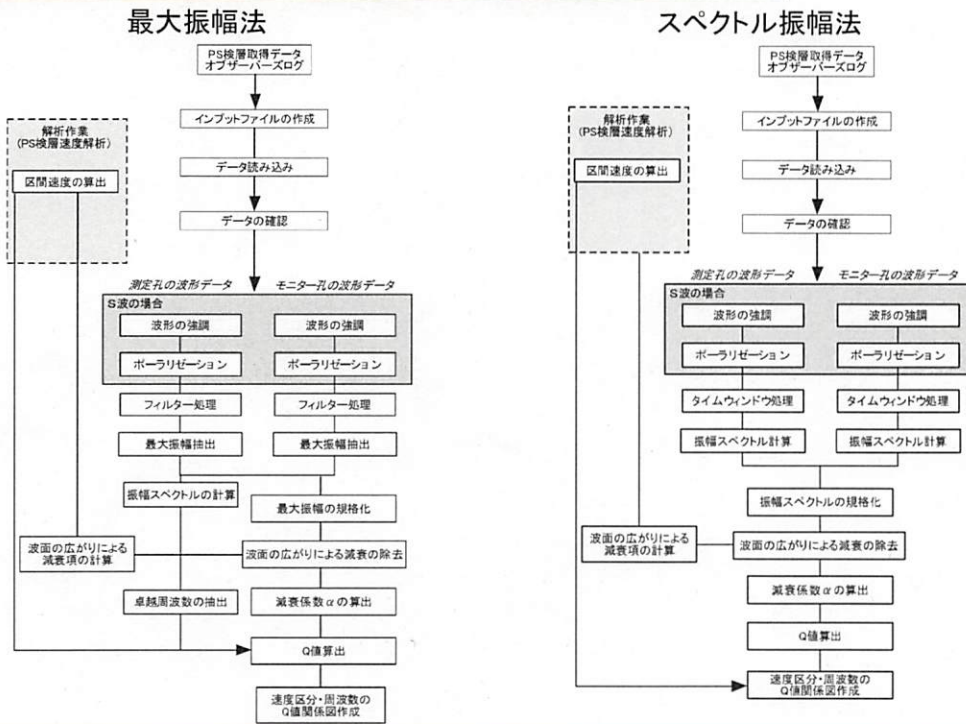 最大振幅法
PS検層取得データ
オブザーバーズログ
インプットファイルの作成
解析作業
(PS検層速度解析)
データ読み込み
区間速度の算出
データの確認
測定孔の波形データ
モニター孔の波形データ
S波の場合
波形の強調
波形の強調
ポーラリゼーション
ポーラリゼーション
フィルター処理
フィルター処理
最大振幅抽出
最大振幅抽出
振幅スペクトルの計算
最大振幅の規格化
波面の広がりによる
減衰項の計算
波面の広がりによる減衰の除去
卓越周波数の抽出
減衰係数αの算出
Q値算出
速度区分・周波数の
Q値関係図作成
スペクトル振幅法
PS検層取得データ
オブザーバーズログ
インプットファイルの作成
解析作業
(PS検層速度解析)
データ読み込み
区間速度の算出
データの確認
測定孔の波形データ
モニター孔の波形データ
S波の場合
波形の強調
波形の強調
ポーラリゼーション
ポーラリゼーション
タイムウィンドウ処理
タイムウィンドウ処理
振幅スペクトル計算
振幅スペクトル計算
振幅スペクトルの規格化
波面の広がりによる
減衰項の計算
波面の広がりによる減衰の除去
減衰係数αの算出
Q値算出
速度区分・周波数の
Q値関係図作成